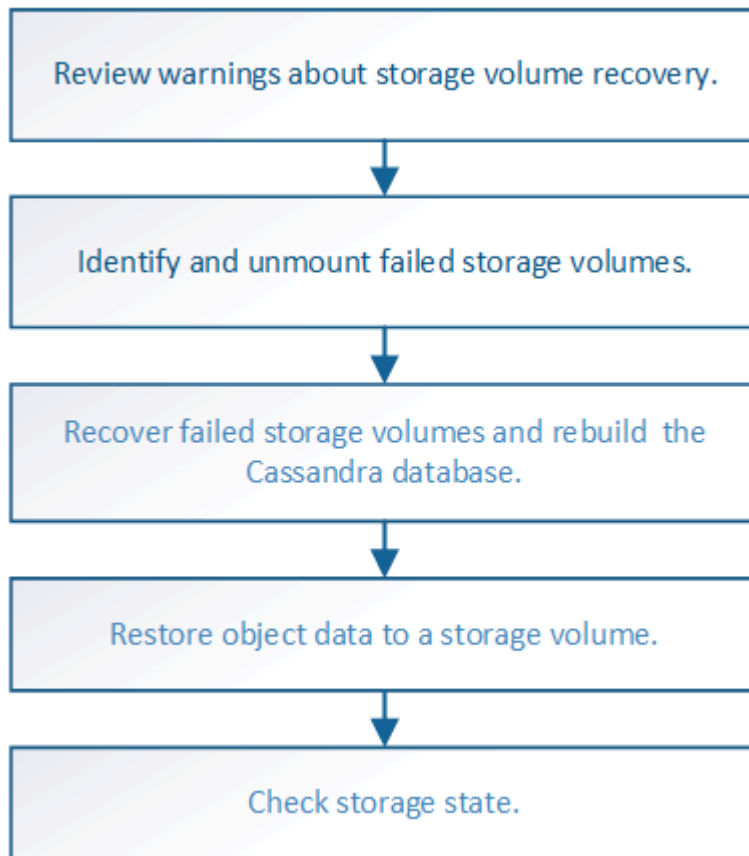 Review warnings about storage volume recovery.
Identify and unmount failed storage volumes.
Recover failed storage volumes and rebuild the
Cassandra database.
Restore object data to a storage volume.
Check storage state.